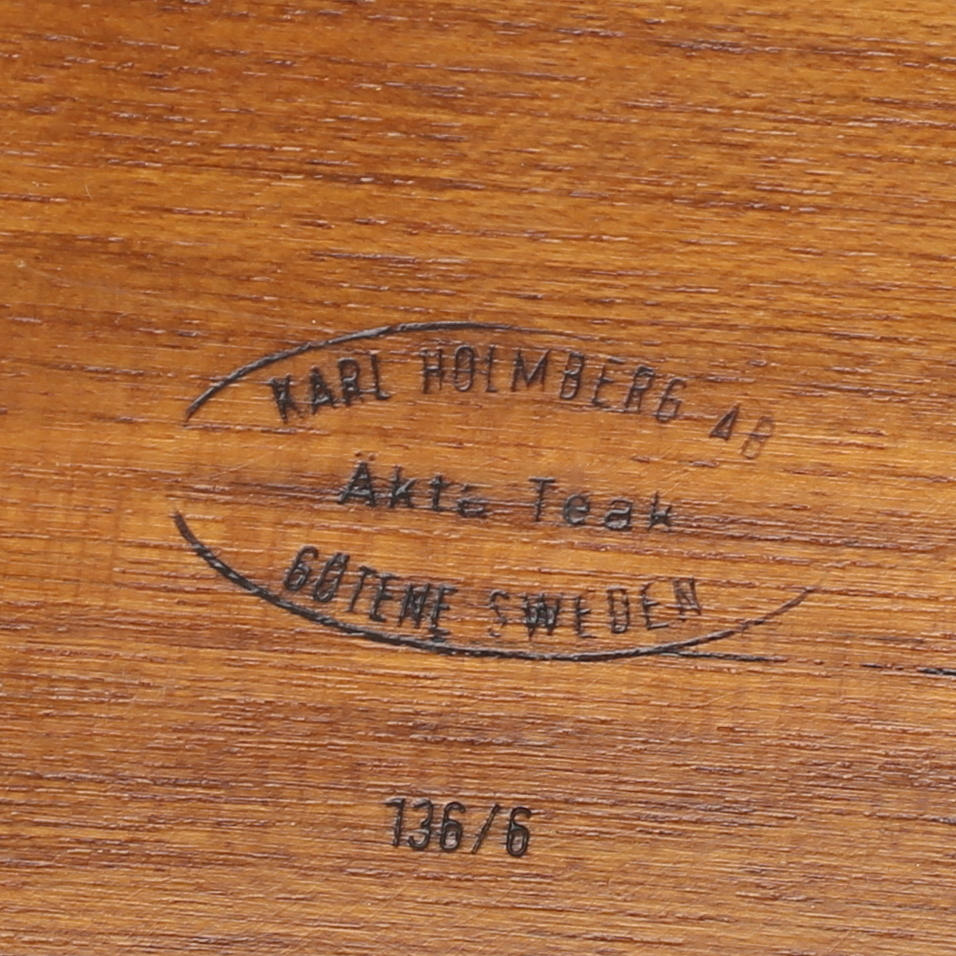 KARL HOLMBERG AB
Äkta Teak
GÖTENE SWEDEN
136/6